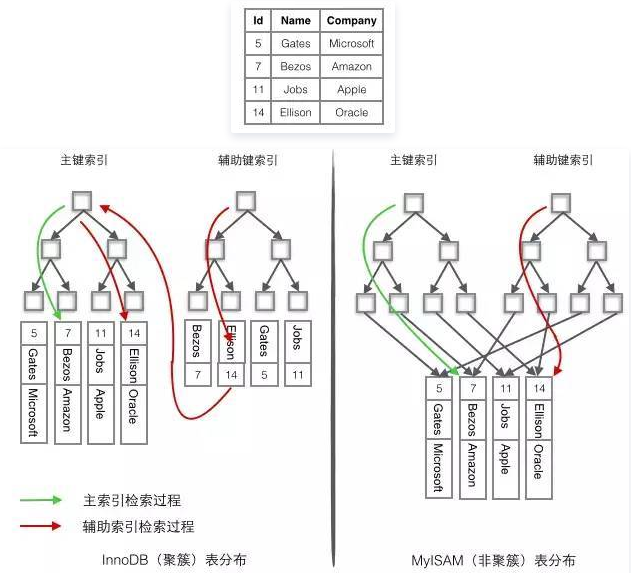 Id Name Company
5 Gates Microsoft
7 Bezos Amazon
11 Jobs Apple
14 Ellison Oracle
主键索引 辅助键索引 主键索引 辅助键索引
5 7 11 14
Gates Bezos Jobs Ellison
Microsoft Amazon Apple Oracle
Bezos Ellison Gates Jobs
7 14 5 11
5 7 11 14
Gates Bezos Jobs Ellison
Microsoft Amazon Apple Oracle
主索引检索过程
辅助索引检索过程
InnoDB（聚簇）表分布 MyISAM（非聚簇）表分布